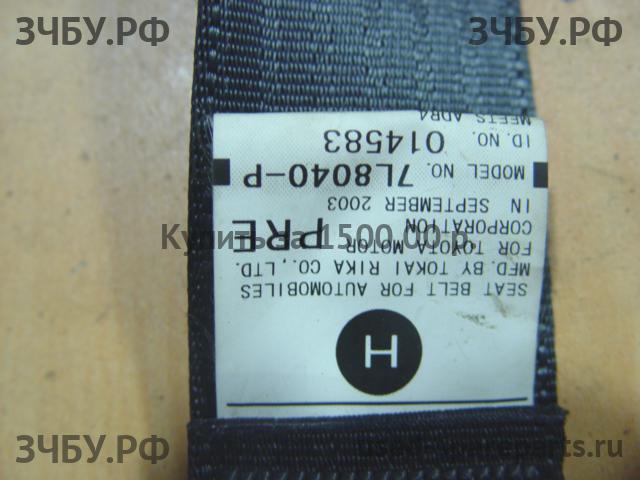 ЗЧБУ.РФ
ЗЧБУ.РФ
H
SEAT BELT FOR AUTOMOBILES
MFD. BY TOKAI RIKA CO., LTD.
FOR TOYOTA MOTOR
CORPORATION
PRE
IN SEPTEMBER 2003
MODEL NO. 7L8040-P
ID. NO. 014583
MEETS ADR4
Купить за 1500.00 р.
ЗЧБУ.РФ
ЗЧБУ.РФ